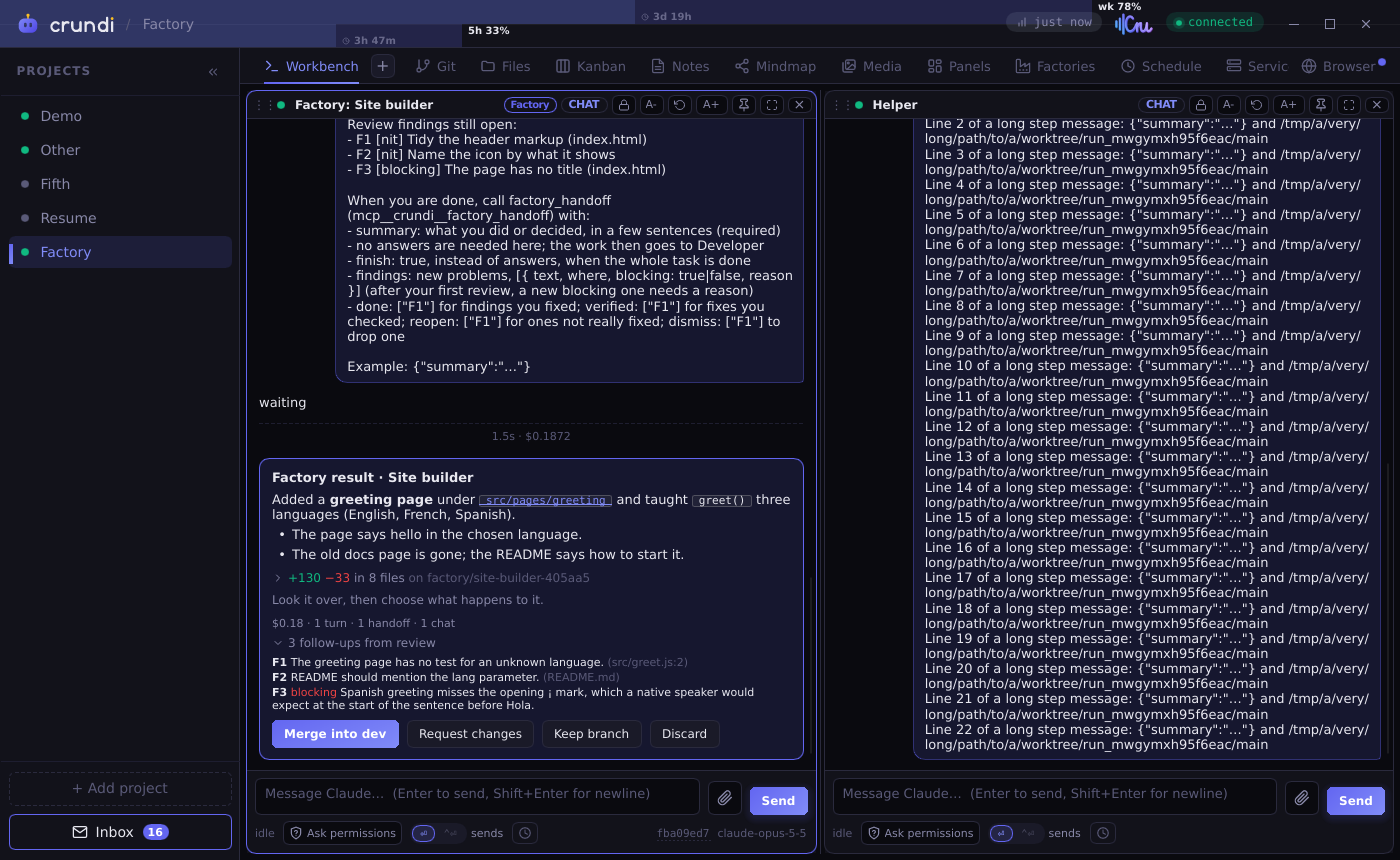 crundi / Factory
3d 19h
3h 47m
5h 33%
wk 78%
just now
Cru
connected
PROJECTS
«
Demo
Other
Fifth
Resume
Factory
+ Add project
Inbox 16
Workbench
+
Git
Files
Kanban
Notes
Mindmap
Media
Panels
Factories
Schedule
Servic
Browser
Factory: Site builder
Factory
CHAT
A-
A+
Review findings still open:
- F1 [nit] Tidy the header markup (index.html)
- F2 [nit] Name the icon by what it shows
- F3 [blocking] The page has no title (index.html)
When you are done, call factory_handoff
(mcp__crundi__factory_handoff) with:
- summary: what you did or decided, in a few sentences (required)
- no answers are needed here; the work then goes to Developer
- finish: true, instead of answers, when the whole task is done
- findings: new problems, [{ text, where, blocking: true|false, reason
}] (after your first review, a new blocking one needs a reason)
- done: ["F1"] for findings you fixed; verified: ["F1"] for fixes you
checked; reopen: ["F1"] for ones not really fixed; dismiss: ["F1"] to
drop one
Example: {"summary":"…"}
waiting
1.5s · $0.1872
Factory result · Site builder
Added a greeting page under src/pages/greeting and taught greet() three
languages (English, French, Spanish).
• The page says hello in the chosen language.
• The old docs page is gone; the README says how to start it.
+130 −33 in 8 files on factory/site-builder-405aa5
Look it over, then choose what happens to it.
$0.18 · 1 turn · 1 handoff · 1 chat
3 follow-ups from review
F1 The greeting page has no test for an unknown language. (src/greet.js:2)
F2 README should mention the lang parameter. (README.md)
F3 blocking Spanish greeting misses the opening ¡ mark, which a native speaker would
expect at the start of the sentence before Hola.
Merge into dev
Request changes
Keep branch
Discard
Message Claude… (Enter to send, Shift+Enter for newline)
Send
idle
Ask permissions
sends
fba09ed7
claude-opus-5-5
Helper
CHAT
A-
A+
Line 2 of a long step message: {"summary":"…"} and /tmp/a/very/
long/path/to/a/worktree/run_mwgymxh95f6eac/main
Line 3 of a long step message: {"summary":"…"} and /tmp/a/very/
long/path/to/a/worktree/run_mwgymxh95f6eac/main
Line 4 of a long step message: {"summary":"…"} and /tmp/a/very/
long/path/to/a/worktree/run_mwgymxh95f6eac/main
Line 5 of a long step message: {"summary":"…"} and /tmp/a/very/
long/path/to/a/worktree/run_mwgymxh95f6eac/main
Line 6 of a long step message: {"summary":"…"} and /tmp/a/very/
long/path/to/a/worktree/run_mwgymxh95f6eac/main
Line 7 of a long step message: {"summary":"…"} and /tmp/a/very/
long/path/to/a/worktree/run_mwgymxh95f6eac/main
Line 8 of a long step message: {"summary":"…"} and /tmp/a/very/
long/path/to/a/worktree/run_mwgymxh95f6eac/main
Line 9 of a long step message: {"summary":"…"} and /tmp/a/very/
long/path/to/a/worktree/run_mwgymxh95f6eac/main
Line 10 of a long step message: {"summary":"…"} and /tmp/a/very/
long/path/to/a/worktree/run_mwgymxh95f6eac/main
Line 11 of a long step message: {"summary":"…"} and /tmp/a/very/
long/path/to/a/worktree/run_mwgymxh95f6eac/main
Line 12 of a long step message: {"summary":"…"} and /tmp/a/very/
long/path/to/a/worktree/run_mwgymxh95f6eac/main
Line 13 of a long step message: {"summary":"…"} and /tmp/a/very/
long/path/to/a/worktree/run_mwgymxh95f6eac/main
Line 14 of a long step message: {"summary":"…"} and /tmp/a/very/
long/path/to/a/worktree/run_mwgymxh95f6eac/main
Line 15 of a long step message: {"summary":"…"} and /tmp/a/very/
long/path/to/a/worktree/run_mwgymxh95f6eac/main
Line 16 of a long step message: {"summary":"…"} and /tmp/a/very/
long/path/to/a/worktree/run_mwgymxh95f6eac/main
Line 17 of a long step message: {"summary":"…"} and /tmp/a/very/
long/path/to/a/worktree/run_mwgymxh95f6eac/main
Line 18 of a long step message: {"summary":"…"} and /tmp/a/very/
long/path/to/a/worktree/run_mwgymxh95f6eac/main
Line 19 of a long step message: {"summary":"…"} and /tmp/a/very/
long/path/to/a/worktree/run_mwgymxh95f6eac/main
Line 20 of a long step message: {"summary":"…"} and /tmp/a/very/
long/path/to/a/worktree/run_mwgymxh95f6eac/main
Line 21 of a long step message: {"summary":"…"} and /tmp/a/very/
long/path/to/a/worktree/run_mwgymxh95f6eac/main
Line 22 of a long step message: {"summary":"…"} and /tmp/a/very/
long/path/to/a/worktree/run_mwgymxh95f6eac/main
Message Claude… (Enter to send, Shift+Enter for newline)
Send
idle
Ask permissions
sends